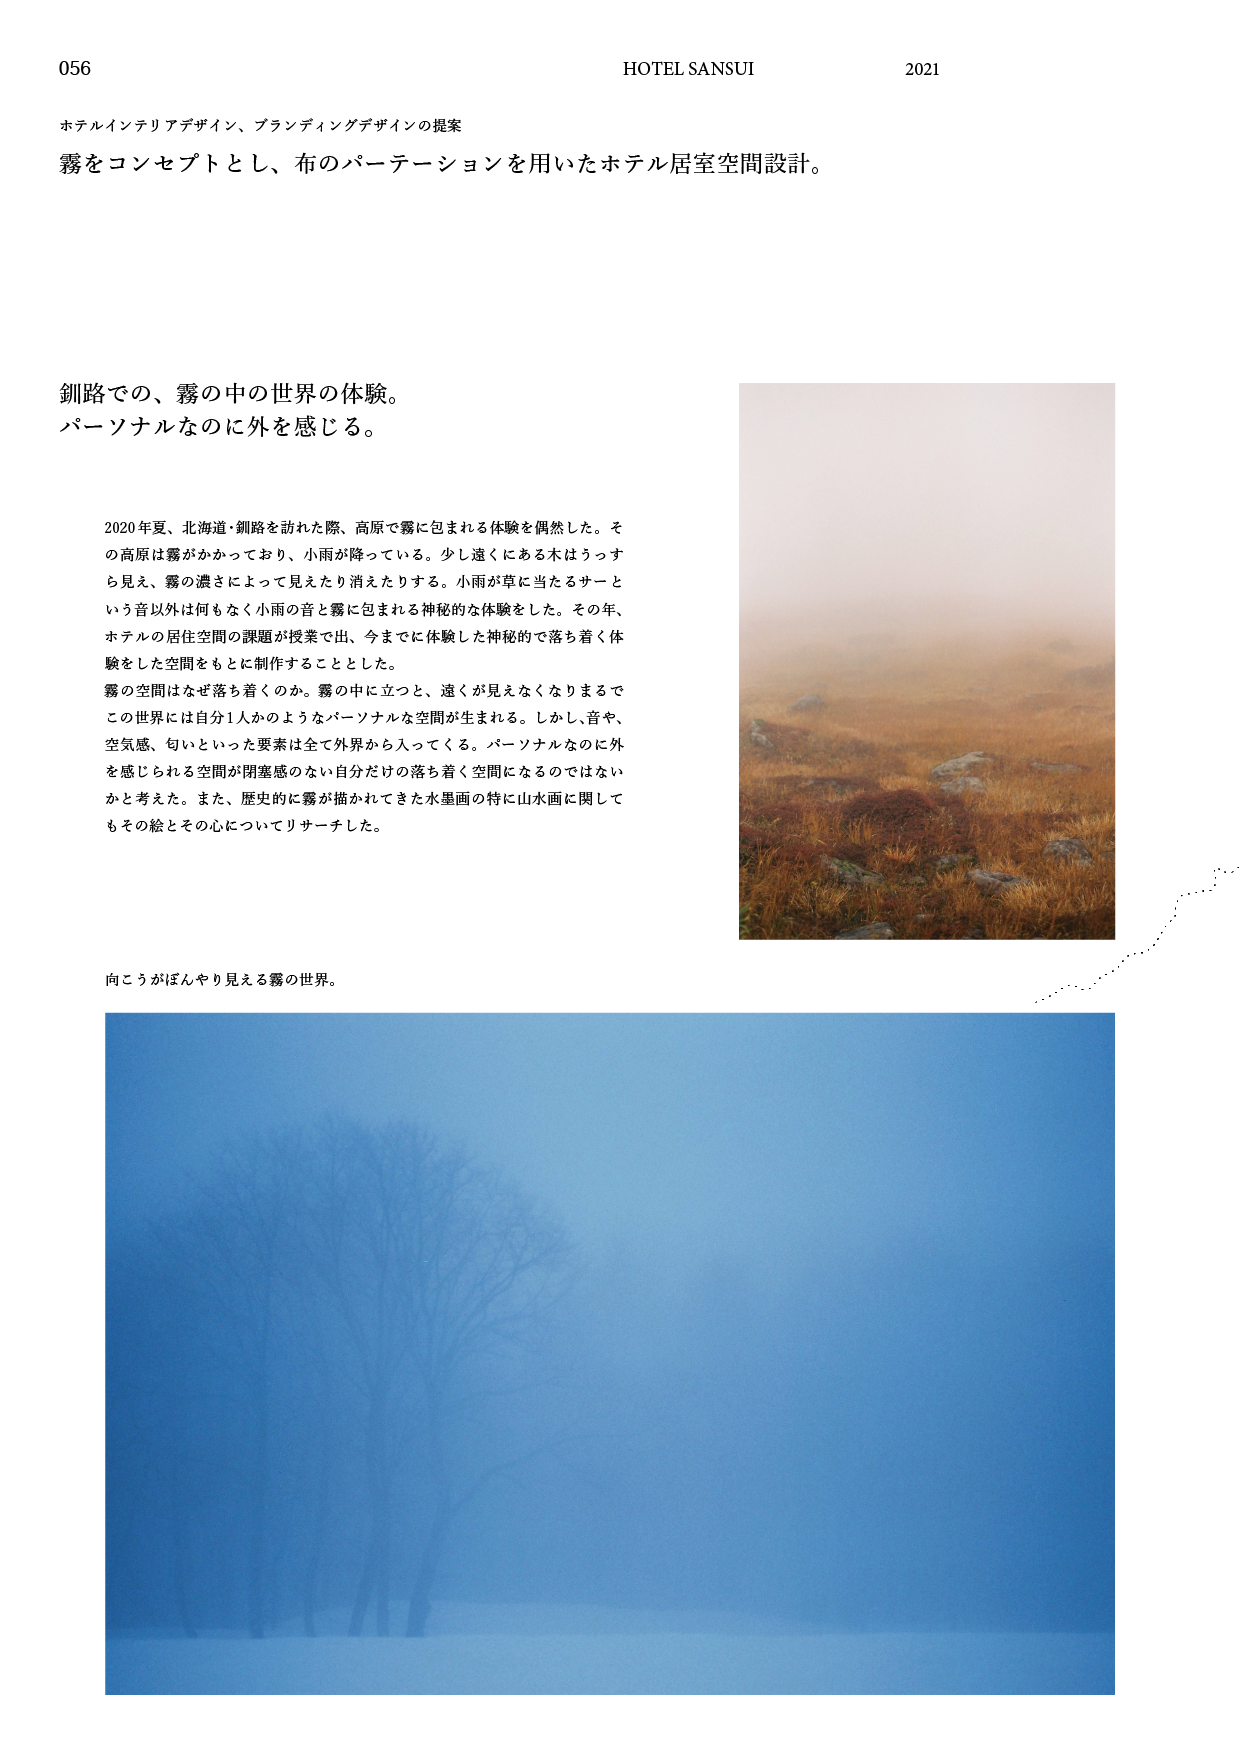 056
HOTEL SANSUI
2021
ホテルインテリアデザイン、ブランディングデザインの提案
霧をコンセプトとし、布のパーテーションを用いたホテル居室空間設計。
釧路での、霧の中の世界の体験。
パーソナルなのに外を感じる。
2020年夏、北海道・釧路を訪れた際、高原で霧に包まれる体験を偶然した。そ
の高原は霧がかかっており、小雨が降っている。少し遠くにある木はうっす
ら見え、霧の濃さによって見えたり消えたりする。小雨が草に当たるサーと
いう音以外は何もなく小雨の音と霧に包まれる神秘的な体験をした。その年、
ホテルの居住空間の課題が授業で出、今までに体験した神秘的で落ち着く体
験をした空間をもとに制作することとした。
霧の空間はなぜ落ち着くのか。霧の中に立つと、遠くが見えなくなりまるで
この世界には自分1人かのようなパーソナルな空間が生まれる。しかし、音や、
空気感、匂いといった要素は全て外界から入ってくる。パーソナルなのに外
を感じられる空間が閉塞感のない自分だけの落ち着く空間になるのではない
かと考えた。また、歴史的に霧が描かれてきた水墨画の特に山水画に関して
もその絵とその心についてリサーチした。
向こうがぼんやり見える霧の世界。